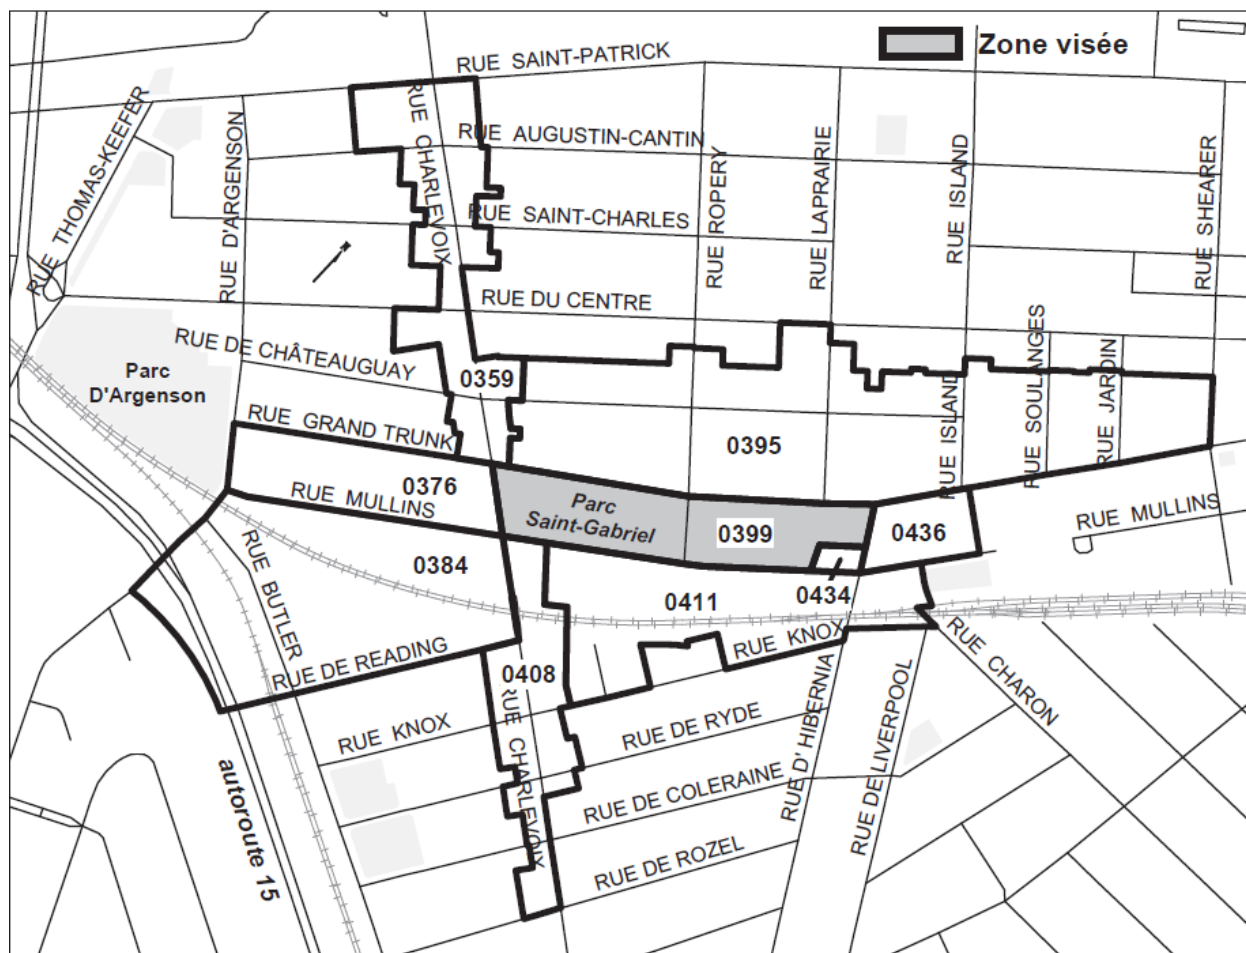 Zone visée
RUE SAINT-PATRICK
RUE THOMAS-KEEFER
RUE D'ARGENSON
RUE CHARLEVOIX
RUE AUGUSTIN-CANTIN
RUE ROPERY
RUE LAPRAIRIE
RUE ISLAND
RUE SHEARER
RUE SAINT-CHARLES
RUE DU CENTRE
RUE DE CHÂTEAUGUAY
Parc
D'Argenson
0359
RUE GRAND TRUNK
0395
RUE ISLAND
RUE SOULANGES
RUE JARDIN
0376
RUE MULLINS
Parc
Saint-Gabriel
0399
0436
RUE MULLINS
0384
0411
0434
RUE BUTLER
RUE DE READING
0408
RUE KNOX
RUE CHARON
RUE KNOX
RUE CHARLEVOIX
RUE DE RYDE
RUE D'HIBERNIA
RUE DE LIVERPOOL
RUE DE COLERAINE
RUE DE ROZEL
autoroute 15